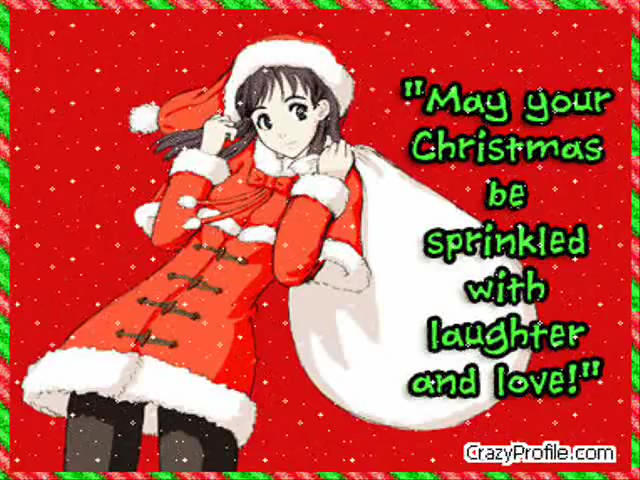 "May your
Christmas
be
sprinkled
with
laughter
and love!"
CrazyProfile.com